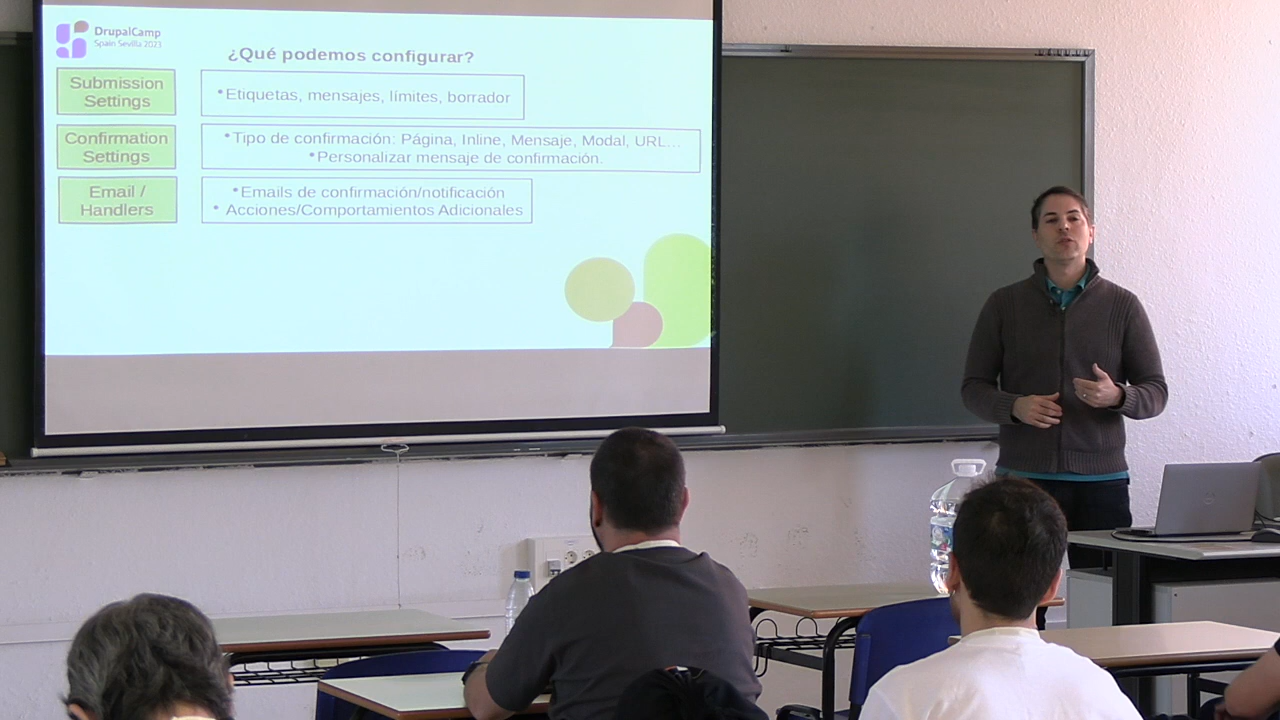 DrupalCamp
Spain Sevilla 2023
¿Qué podemos configurar?
Submission
Settings
•Etiquetas, mensajes, límites, borrador
Confirmation
Settings
•Tipo de confirmación: Página, Inline, Mensaje, Modal, URL...
•Personalizar mensaje de confirmación.
Email /
Handlers
•Emails de confirmación/notificación
• Acciones/Comportamientos Adicionales